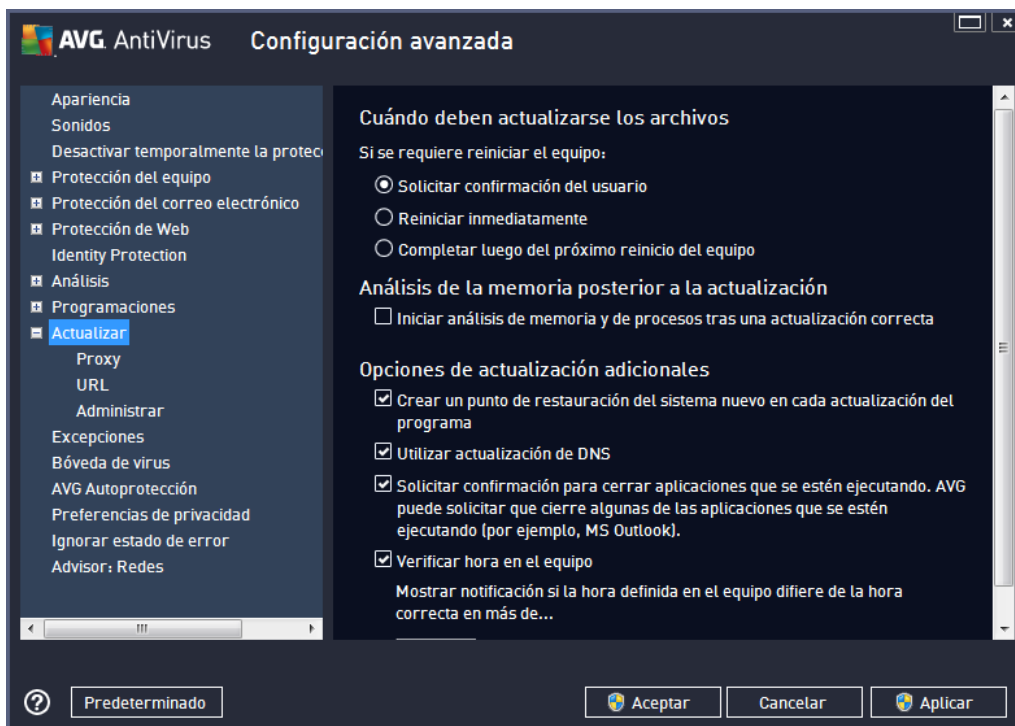 AVG AntiVirus Configuración avanzada
Apariencia
Sonidos
Desactivar temporalmente la protec
Protección del equipo
Protección del correo electrónico
Protección de Web
Identity Protection
Análisis
Programaciones
Actualizar
Proxy
URL
Administrar
Excepciones
Bóveda de virus
AVG Autoprotección
Preferencias de privacidad
Ignorar estado de error
Advisor: Redes
Cuándo deben actualizarse los archivos
Si se requiere reiniciar el equipo:
Solicitar confirmación del usuario
Reiniciar inmediatamente
Completar luego del próximo reinicio del equipo
Análisis de la memoria posterior a la actualización
Iniciar análisis de memoria y de procesos tras una actualización correcta
Opciones de actualización adicionales
Crear un punto de restauración del sistema nuevo en cada actualización del
programa
Utilizar actualización de DNS
Solicitar confirmación para cerrar aplicaciones que se estén ejecutando. AVG
puede solicitar que cierre algunas de las aplicaciones que se estén
ejecutando (por ejemplo, MS Outlook).
Verificar hora en el equipo
Mostrar notificación si la hora definida en el equipo difiere de la hora
correcta en más de...
Predeterminado
Aceptar
Cancelar
Aplicar